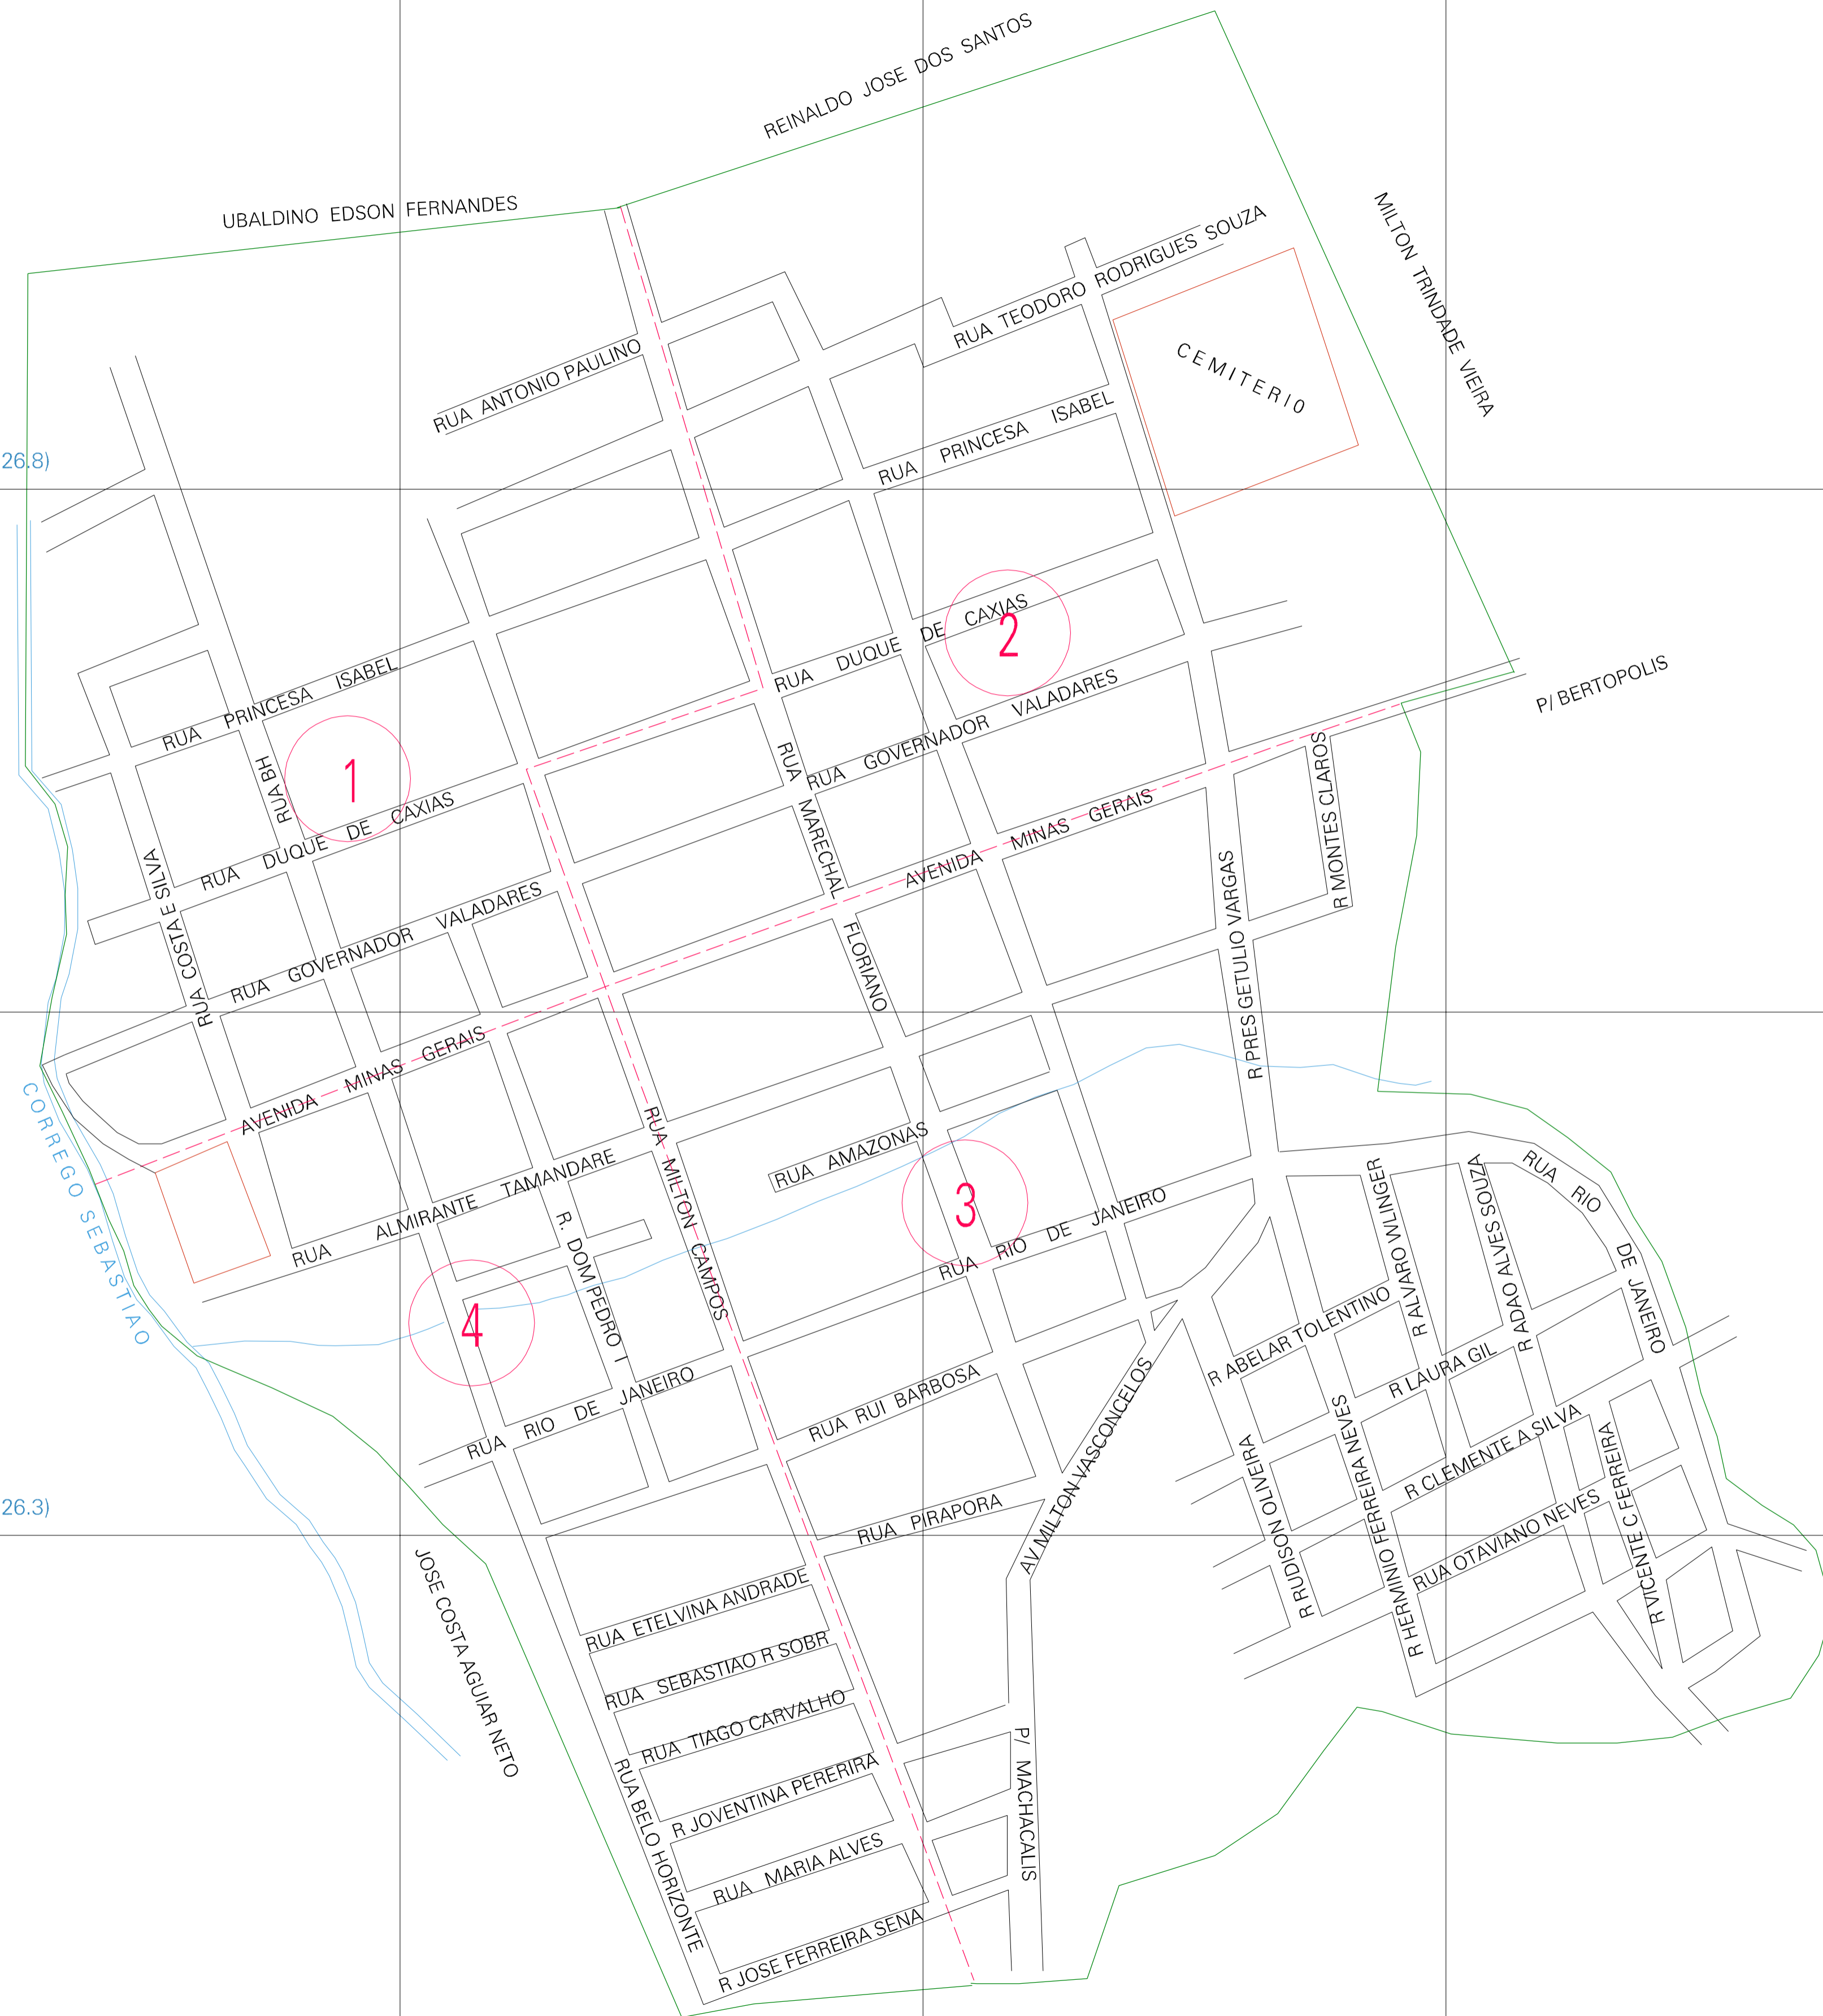 REINALDO JOSE DOS SANTOS
UBALDINO EDSON FERNANDES
MILTON TRINDADE VIEIRA
RUA TEODORO RODRIGUES SOUZA
RUA ANTONIO PAULINO
CEMITERIO
RUA PRINCESA ISABEL
26.8)
RUA DUQUE DE CAXIAS
2
P/ BERTOPOLIS
RUA PRINCESA ISABEL
RUA GOVERNADOR VALADARES
1
RUA BH
RUA MARECHAL FLORIANO
R MONTES CLAROS
RUA DUQUE DE CAXIAS
AVENIDA MINAS GERAIS
RUA COSTA E SILVA
R PRES GETULIO VARGAS
RUA GOVERNADOR VALADARES
AVENIDA MINAS GERAIS
CORREGO SEBASTIAO
RUA MILTON CAMPOS
RUA AMAZONAS
RUA ALMIRANTE TAMANDARE
3
RUA RIO DE JANEIRO
R. DOM PEDRO I
R ALVARO WLINGER
R ADAO ALVES SOUZA
RUA RIO DE JANEIRO
4
R ABELAR TOLENTINO
R LAURA GIL
RUA RIO DE JANEIRO
RUA RUI BARBOSA
AV MILTON VASCONCELOS
R CLEMENTE A SILVA
R RUDISON OLIVEIRA
R HERMINIO FERREIRA NEVES
R VICENTE C FERREIRA
RUA PIRAPORA
26.3)
RUA OTAVIANO NEVES
JOSE COSTA AGUIAR NETO
RUA ETELVINA ANDRADE
RUA SEBASTIAO R SOBR
RUA TIAGO CARVALHO
P/ MACHACALIS
RUA BELO HORIZONTE
R JOVENTINA PERERIRA
RUA MARIA ALVES
R JOSE FERREIRA SENA